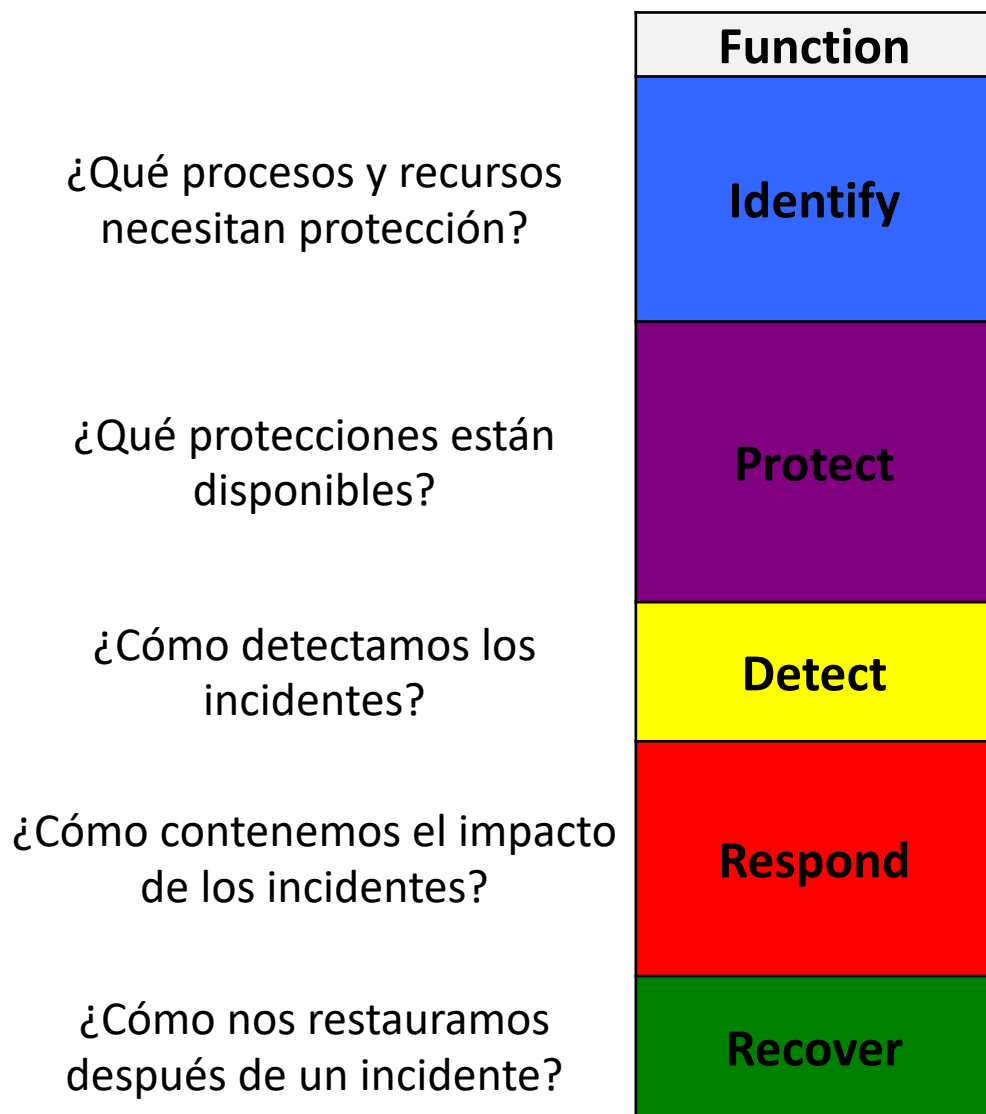 Function
¿Qué procesos y recursos
necesitan protección?
Identify
¿Qué protecciones están
disponibles?
Protect
¿Cómo detectamos los
incidentes?
Detect
¿Cómo contenemos el impacto
de los incidentes?
Respond
¿Cómo nos restauramos
después de un incidente?
Recover